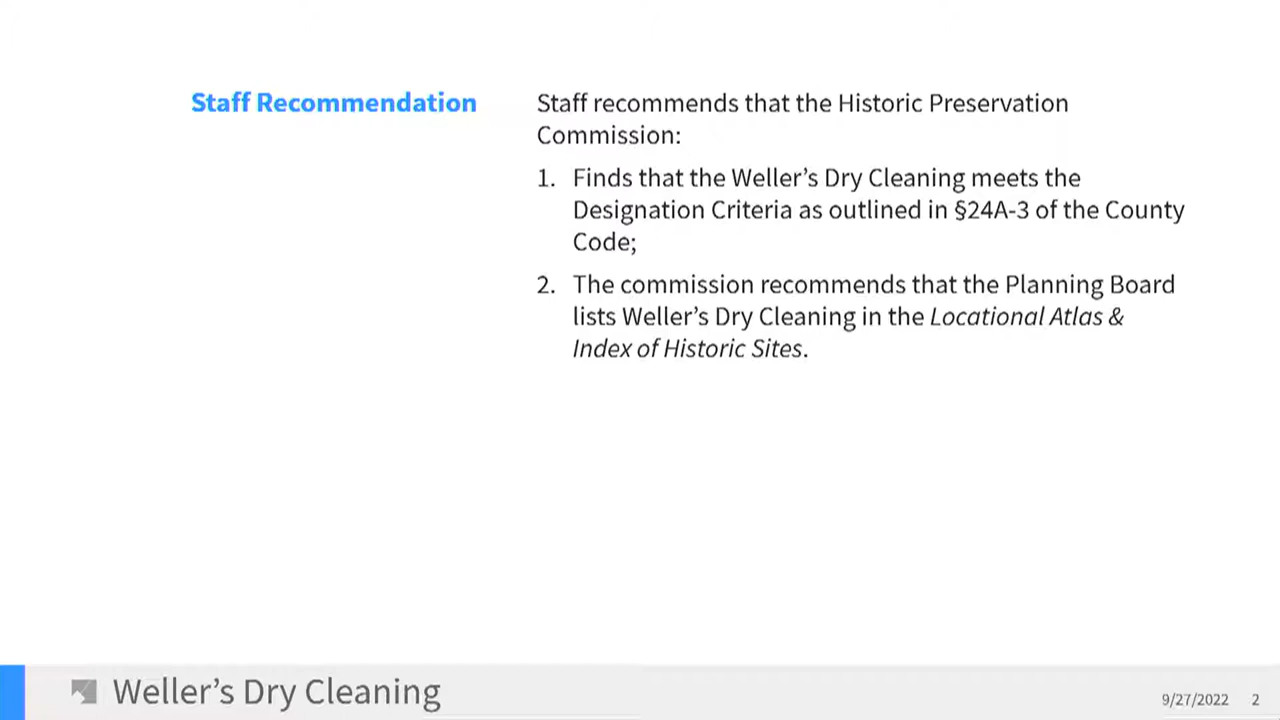 Staff Recommendation
Staff recommends that the Historic Preservation
Commission:
1. Finds that the Weller’s Dry Cleaning meets the
Designation Criteria as outlined in §24A-3 of the County
Code;
2. The commission recommends that the Planning Board
lists Weller’s Dry Cleaning in the Locational Atlas &
Index of Historic Sites.
Weller’s Dry Cleaning
9/27/2022 2